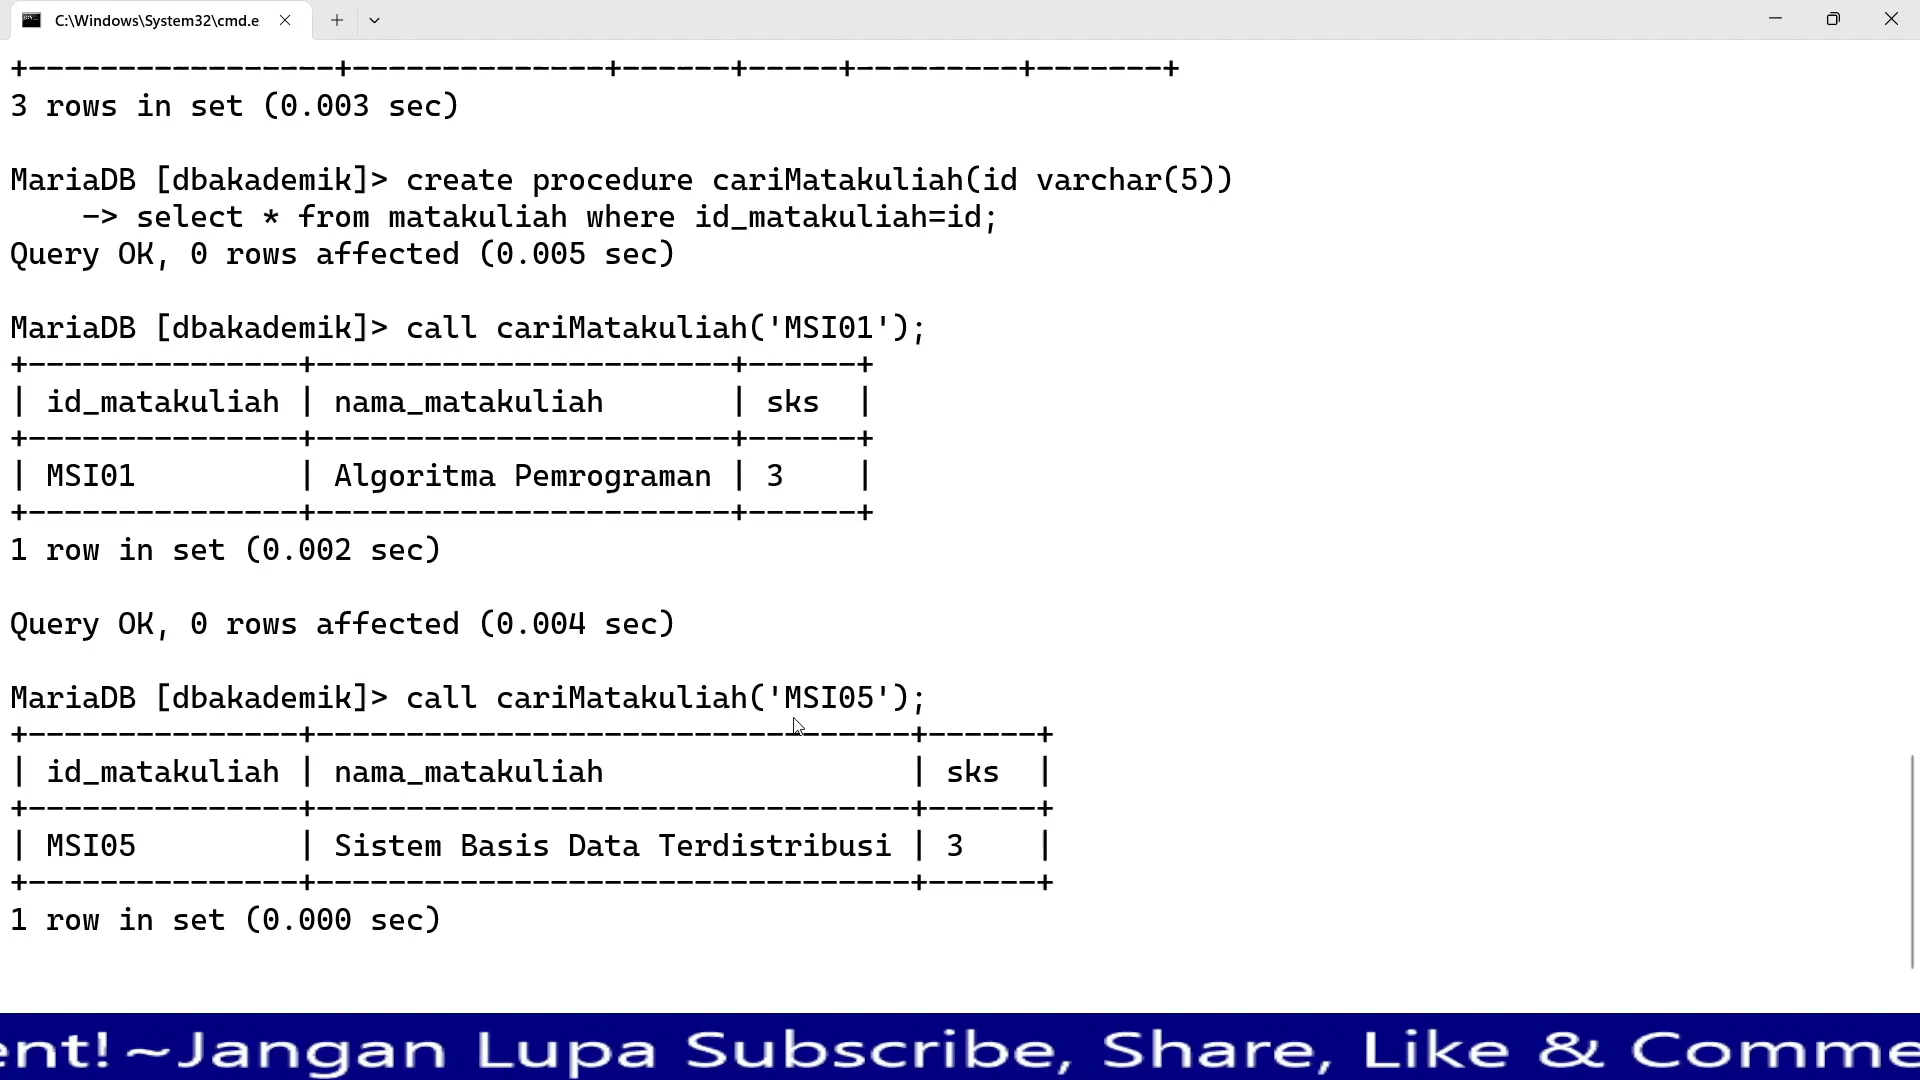 C:\Windows\System32\cmd.e
+-----------------+--------------+------+-----+---------+-------+
3 rows in set (0.003 sec)
MariaDB [dbakademik]> create procedure cariMatakuliah(id varchar(5))
    -> select * from matakuliah where id_matakuliah=id;
Query OK, 0 rows affected (0.005 sec)
MariaDB [dbakademik]> call cariMatakuliah('MSI01');
+---------------+-----------------------+------+
| id_matakuliah | nama_matakuliah       | sks  |
+---------------+-----------------------+------+
| MSI01         | Algoritma Pemrograman | 3    |
+---------------+-----------------------+------+
1 row in set (0.002 sec)
Query OK, 0 rows affected (0.004 sec)
MariaDB [dbakademik]> call cariMatakuliah('MSI05');
+---------------+---------------------------------+------+
| id_matakuliah | nama_matakuliah                 | sks  |
+---------------+---------------------------------+------+
| MSI05         | Sistem Basis Data Terdistribusi | 3    |
+---------------+---------------------------------+------+
1 row in set (0.000 sec)
ent! ~Jangan Lupa Subscribe, Share, Like & Comme